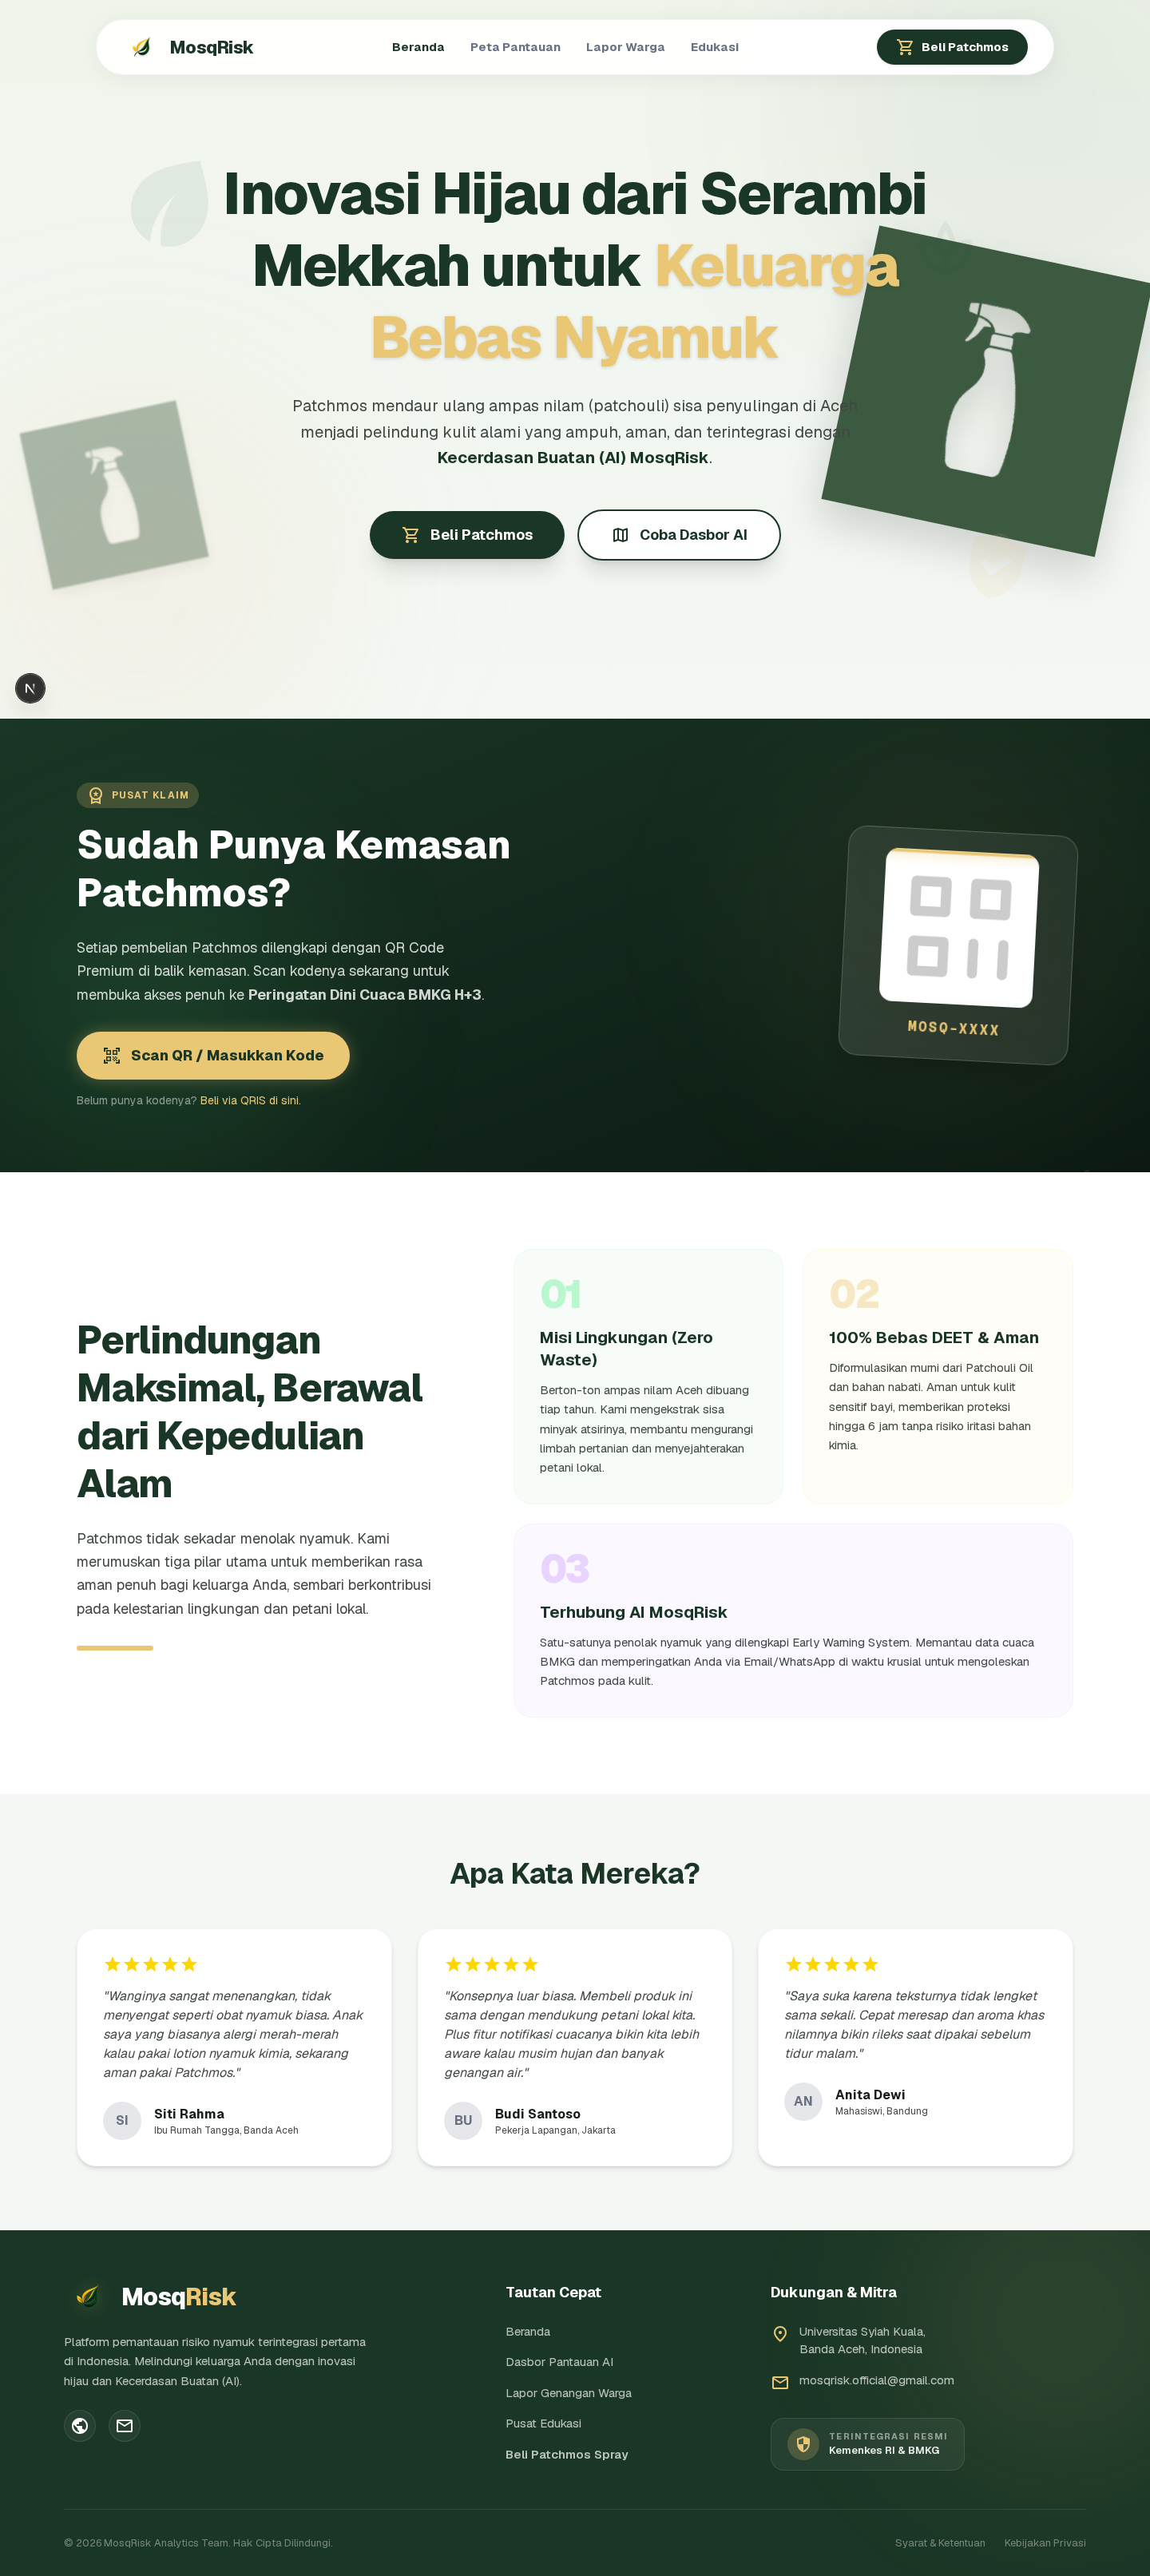 MosqRisk
Beranda
Peta Pantauan
Lapor Warga
Edukasi
Beli Patchmos
Inovasi Hijau dari Serambi
Mekkah untuk Keluarga
Bebas Nyamuk
Patchmos mendaur ulang ampas nilam (patchouli) sisa penyulingan di Aceh
menjadi pelindung kulit alami yang ampuh, aman, dan terintegrasi dengan
Kecerdasan Buatan (AI) MosqRisk.
Beli Patchmos
Coba Dasbor AI
N
PUSAT KLAIM
Sudah Punya Kemasan
Patchmos?
Setiap pembelian Patchmos dilengkapi dengan QR Code
Premium di balik kemasan. Scan kodenya sekarang untuk
membuka akses penuh ke Peringatan Dini Cuaca BMKG H+3.
Scan QR / Masukkan Kode
Belum punya kodenya? Beli via QRIS di sini.
MOSQ-XXXX
Perlindungan
Maksimal, Berawal
dari Kepedulian
Alam
Patchmos tidak sekadar menolak nyamuk. Kami
merumuskan tiga pilar utama untuk memberikan rasa
aman penuh bagi keluarga Anda, sembari berkontribusi
pada kelestarian lingkungan dan petani lokal.
01
Misi Lingkungan (Zero
Waste)
Berton-ton ampas nilam Aceh dibuang
tiap tahun. Kami mengekstrak sisa
minyak atsirinya, membantu mengurangi
limbah pertanian dan menyejahterakan
petani lokal.
02
100% Bebas DEET & Aman
Diformulasikan murni dari Patchouli Oil
dan bahan nabati. Aman untuk kulit
sensitif bayi, memberikan proteksi
hingga 6 jam tanpa risiko iritasi bahan
kimia.
03
Terhubung AI MosqRisk
Satu-satunya penolak nyamuk yang dilengkapi Early Warning System. Memantau data cuaca
BMKG dan memperingatkan Anda via Email/WhatsApp di waktu krusial untuk mengoleskan
Patchmos pada kulit.
Apa Kata Mereka?
"Wanginya sangat menenangkan, tidak
menyengat seperti obat nyamuk biasa. Anak
saya yang biasanya alergi merah-merah
kalau pakai lotion nyamuk kimia, sekarang
aman pakai Patchmos."
SI
Siti Rahma
Ibu Rumah Tangga, Banda Aceh
"Konsepnya luar biasa. Membeli produk ini
sama dengan mendukung petani lokal kita.
Plus fitur notifikasi cuacanya bikin kita lebih
aware kalau musim hujan dan banyak
genangan air."
BU
Budi Santoso
Pekerja Lapangan, Jakarta
"Saya suka karena teksturnya tidak lengket
sama sekali. Cepat meresap dan aroma khas
nilamnya bikin rileks saat dipakai sebelum
tidur malam."
AN
Anita Dewi
Mahasiswi, Bandung
MosqRisk
Platform pemantauan risiko nyamuk terintegrasi pertama
di Indonesia. Melindungi keluarga Anda dengan inovasi
hijau dan Kecerdasan Buatan (AI).
Tautan Cepat
Beranda
Dasbor Pantauan AI
Lapor Genangan Warga
Pusat Edukasi
Beli Patchmos Spray
Dukungan & Mitra
Universitas Syiah Kuala,
Banda Aceh, Indonesia
mosqrisk.official@gmail.com
TERINTEGRASI RESMI
Kemenkes RI & BMKG
© 2026 MosqRisk Analytics Team. Hak Cipta Dilindungi.
Syarat & Ketentuan
Kebijakan Privasi